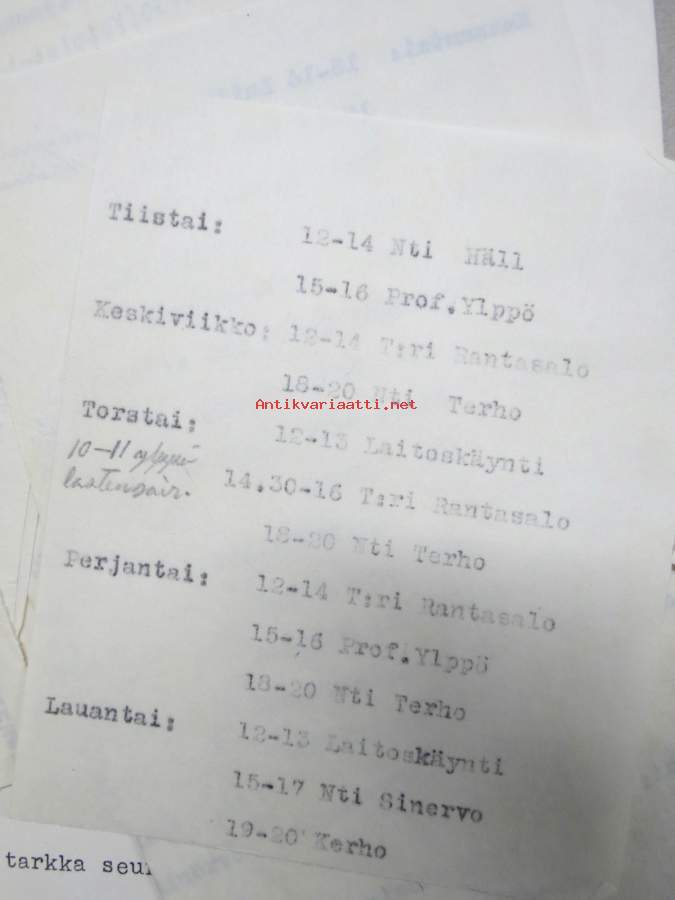 Tiistai: 12-14 Nti Häll
15-16 Prof.Ylppö
Keskiviikko: 12-14 T:ri Rantasalo
18-20 Nti Terho
Antikvariaatti.net
Torstai: 12-13 Laitoskäynti
10-11
lastensair.
14.30-16 T:ri Rantasalo
18-20 Nti Terho
Perjantai: 12-14 T:ri Rantasalo
15-16 Prof.Ylppö
18-20 Nti Terho
Lauantai: 12-13 Laitoskäynti
15-17 Nti Sinervo
19-20 Kerho
tarkka seu